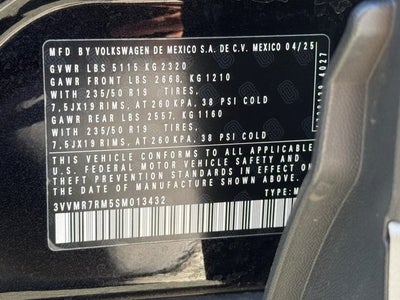 MFD BY VOLKSWAGEN DE MEXICO S.A. DE C.V. MEXICO 04/25
GVWR LBS 5115 KG 2320
GAWR FRONT LBS 2668, KG1210
WITH 235/50 R19 TIRES,
7.5JX19 RIMS, AT 260 KPA, 38 PSI COLD
GAWR REAR LBS 2557, KG 1160
WITH 235/50 R19 TIRES,
7.5JX19 RIMS, AT 260 KPA, 38 PSI COLD
THIS VEHICLE CONFORMS TO ALL APPLICABLE
U.S. FEDERAL MOTOR VEHICLE SAFETY AND
THEFT PREVENTION STANDARDS IN EFFECT ON
THE DATE OF MANUFACTURE SHOWN ABOVE.
3VVMR7RM5SM013432 TYPE:M
4027